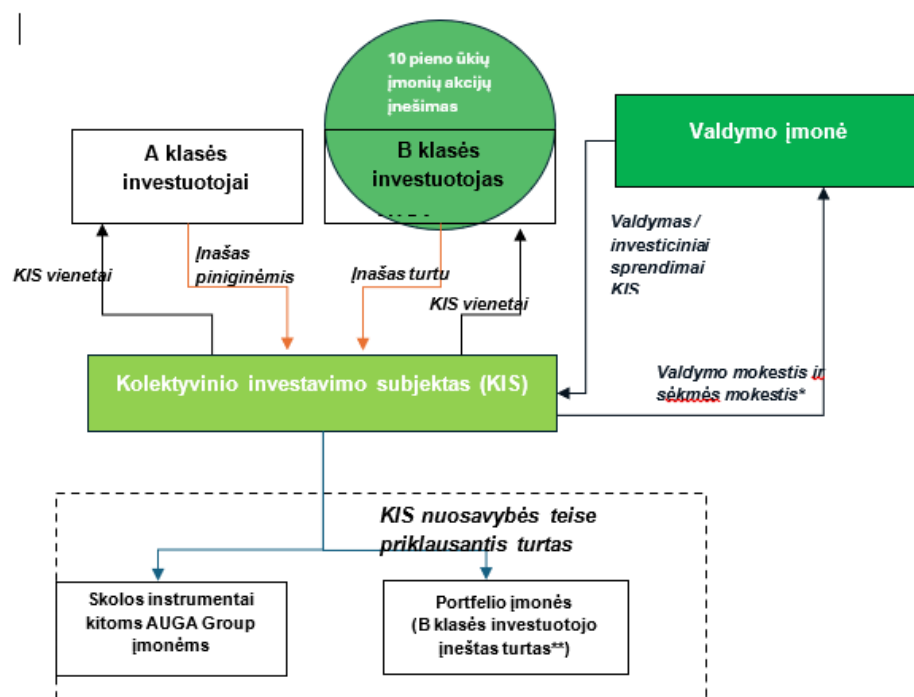 10 pieno ūkių
įmonių akcijų
įnešimas
A klasės
investuotojai
B klasės
investuotojas
Valdymo įmonė
KIS vienetai
Įnašas
piniginėmis
Įnašas turtu
KIS vienetai
Valdymas /
investiciniai
sprendimai
KIS
Kolektyvinio investavimo subjektas (KIS)
Valdymo mokestis ir
sėkmės mokestis*
KIS nuosavybės teise
priklausantis turtas
Skolos instrumentai
kitoms AUGA Group
įmonėms
Portfelio įmonės
(B klasės investuotojo
įneštas turtas**)